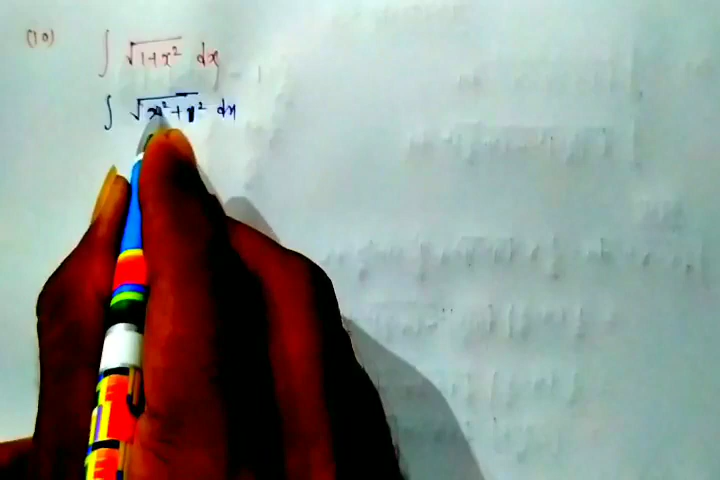 (10) ∫ √1+x² dx
∫ √x²+1² dx